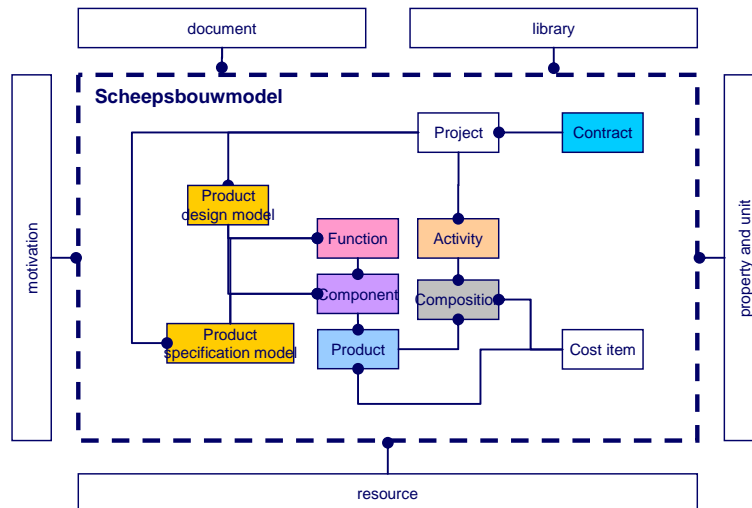 document
library
Scheepsbouwmodel
Project
Contract
Product
design model
Function
Activity
motivation
property and unit
Component
Composition
Product
specification model
Product
Cost item
resource